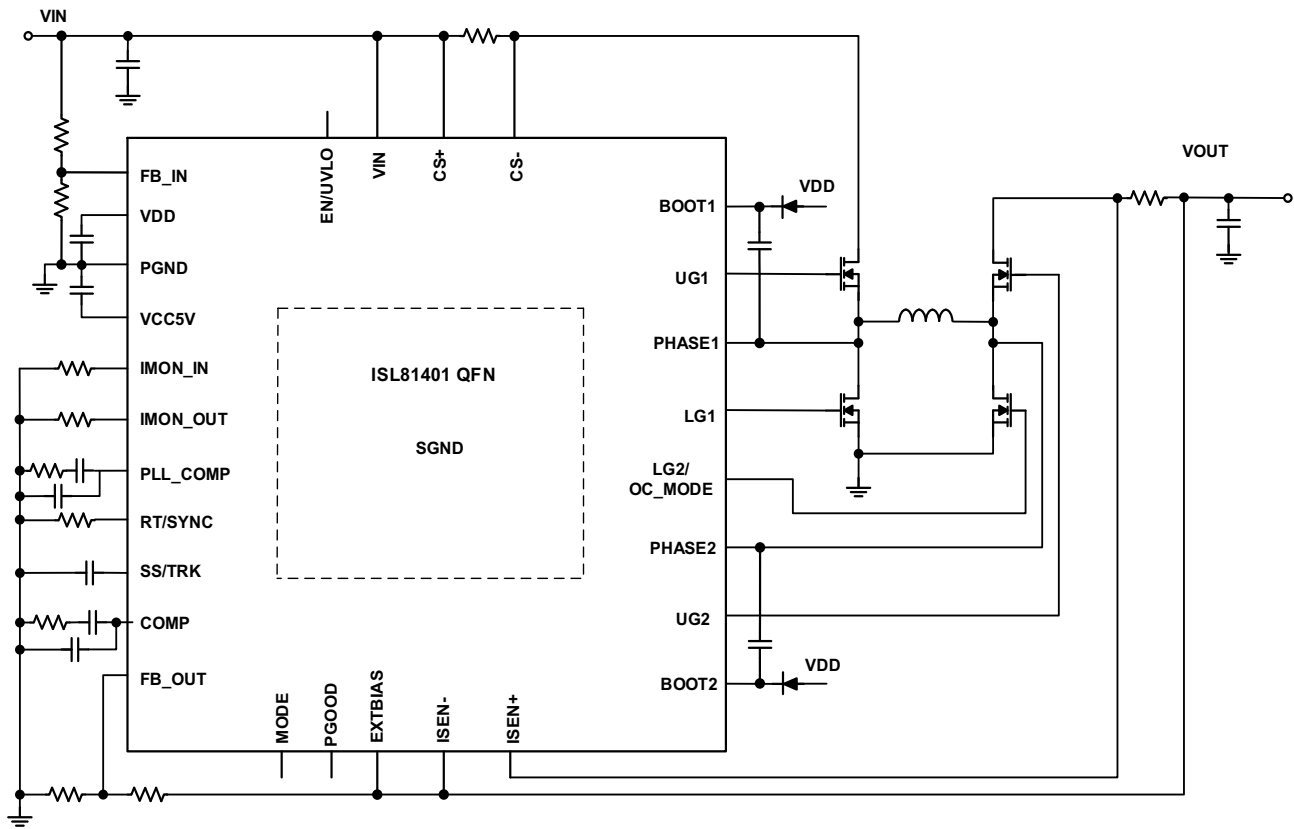 VIN
EN/UVLO
VIN
CS+
CS-
FB_IN
VDD
PGND
VCC5V
IMON_IN
IMON_OUT
PLL_COMP
RT/SYNC
SS/TRK
COMP
FB_OUT
ISL81401 QFN
SGND
MODE
PGOOD
EXTBIAS
ISEN-
ISEN+
BOOT1
UG1
PHASE1
LG1
LG2/
OC_MODE
PHASE2
UG2
BOOT2
VDD
VDD
VOUT